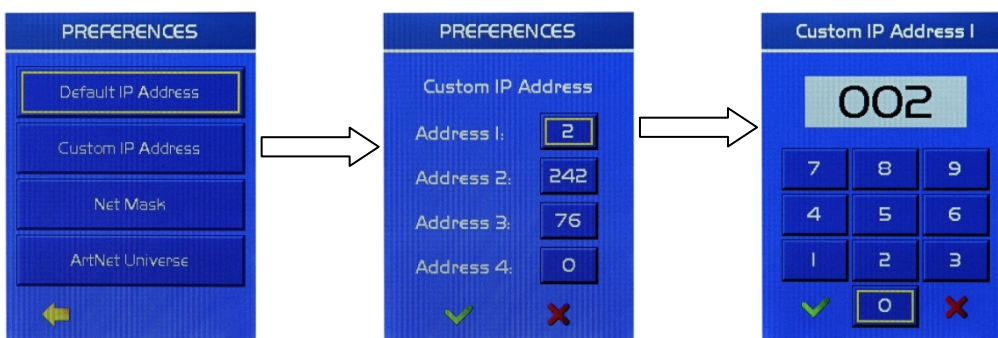 PREFERENCES
Default IP Address
Custom IP Address
Net Mask
ArtNet Universe
PREFERENCES
Custom IP Address
Address 1: 2
Address 2: 242
Address 3: 76
Address 4: 0
Custom IP Address 1
002
7 8 9
4 5 6
1 2 3
0